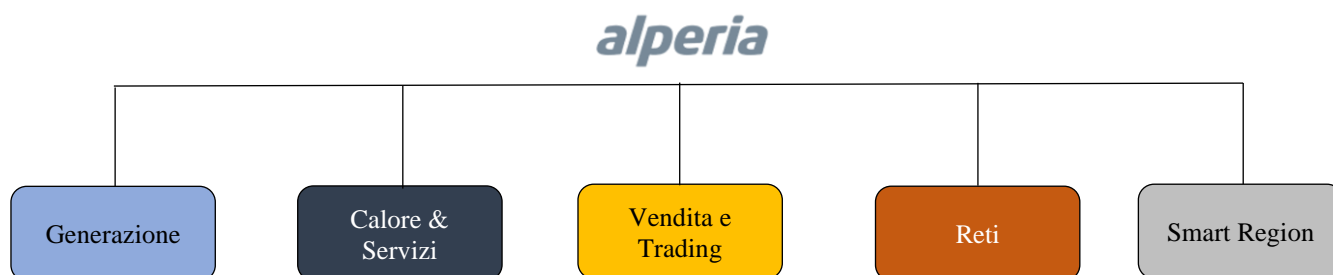 alperia
Generazione
Calore &
Servizi
Vendita e
Trading
Reti
Smart Region